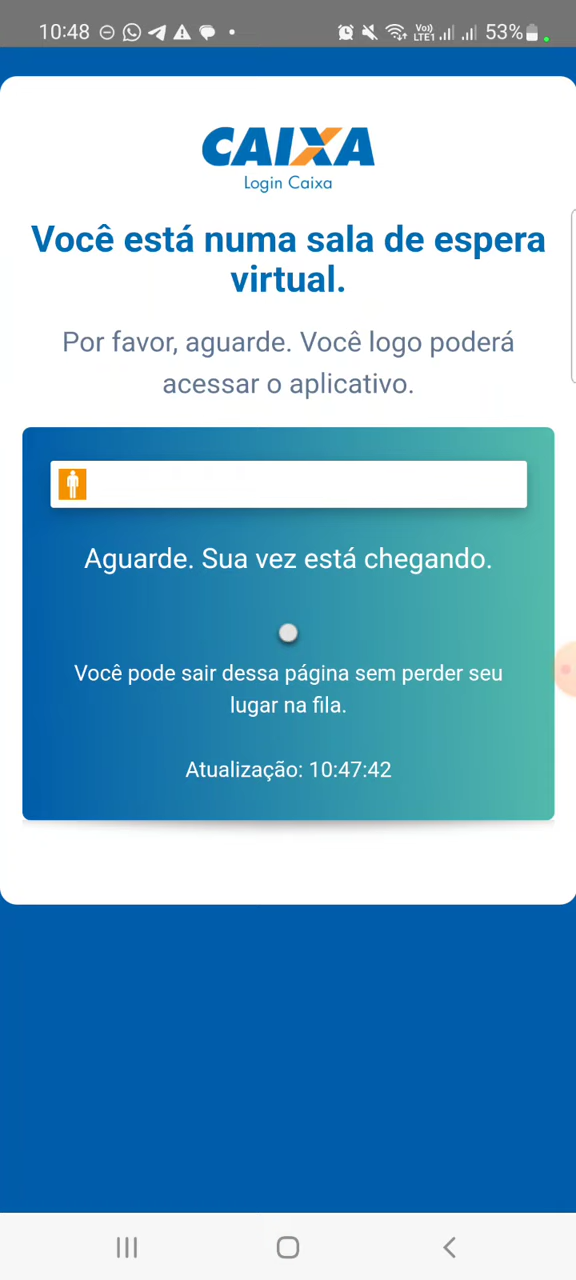 10:48
Vo)) LTE1 53%
CAIXA
Login Caixa
Você está numa sala de espera
virtual.
Por favor, aguarde. Você logo poderá
acessar o aplicativo.
Aguarde. Sua vez está chegando.
Você pode sair dessa página sem perder seu
lugar na fila.
Atualização: 10:47:42